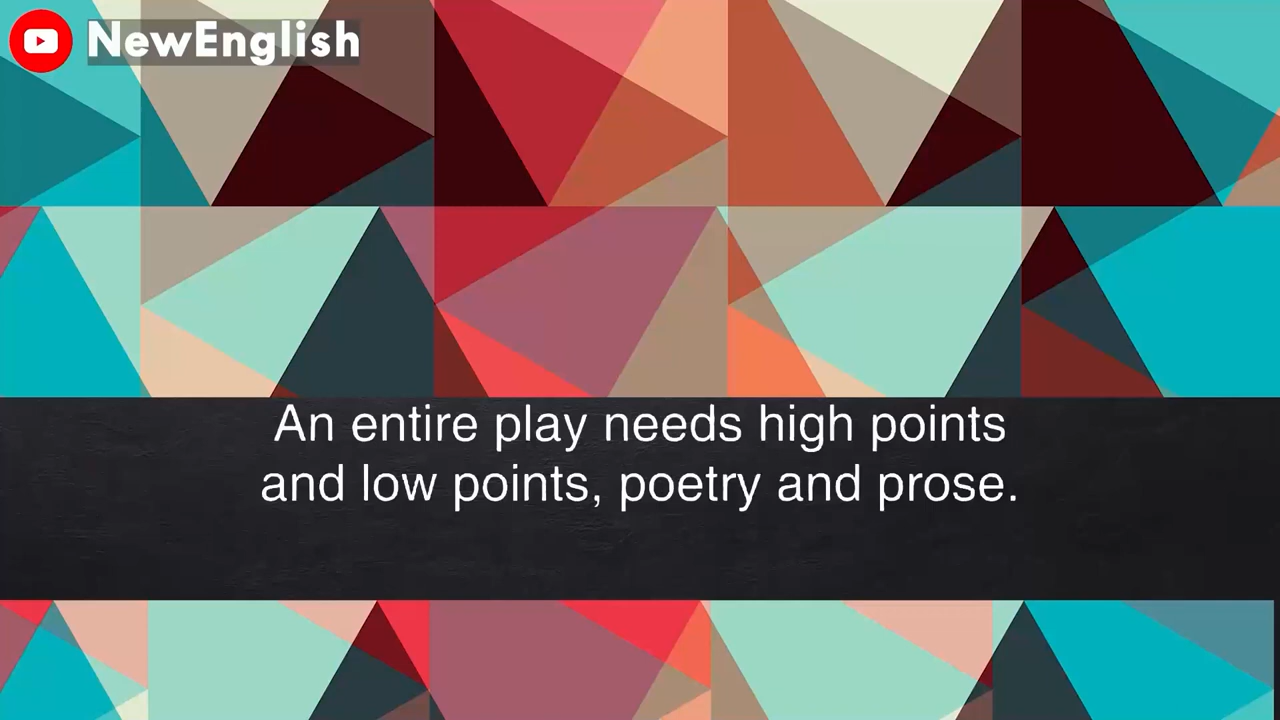 NewEnglish
An entire play needs high points
and low points, poetry and prose.